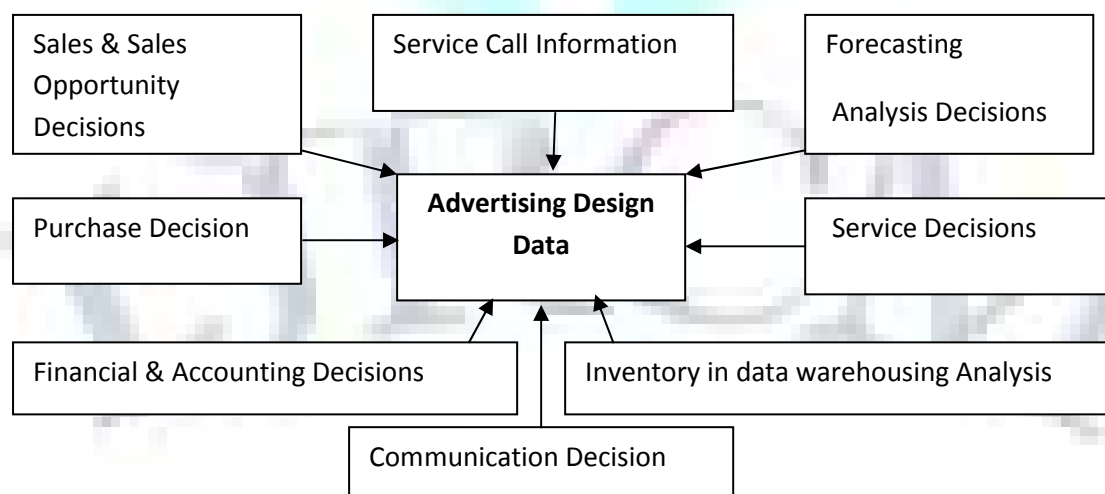 Sales & Sales
Opportunity
Decisions
Service Call Information
Forecasting
Analysis Decisions
Purchase Decision
Advertising Design
Data
Service Decisions
Financial & Accounting Decisions
Inventory in data warehousing Analysis
Communication Decision